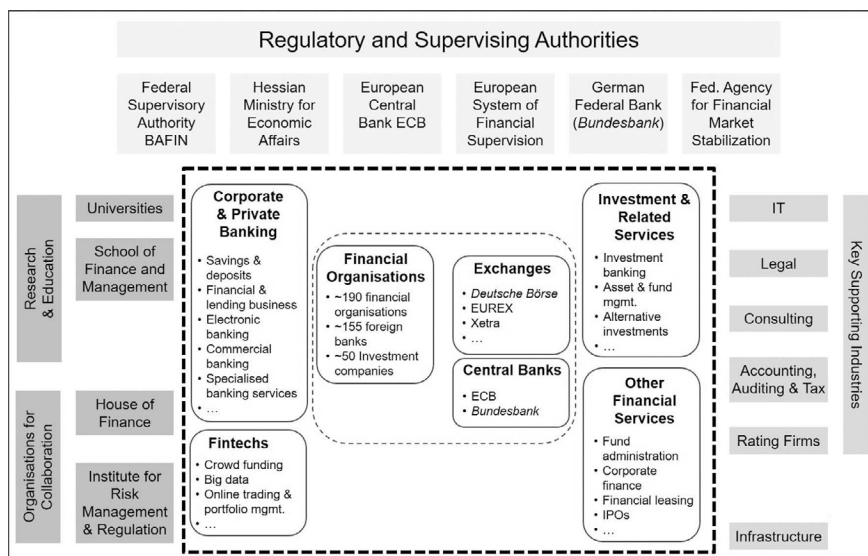 Regulatory and Supervising Authorities
Federal
Supervisory
Authority
BAFIN
Hessian
Ministry for
Economic
Affairs
European
Central
Bank ECB
European
System of
Financial
Supervision
German
Federal Bank
(Bundesbank)
Fed. Agency
for Financial
Market
Stabilization
Research
& Education
Universities
School of
Finance and
Management
Organisations for
Collaboration
House of
Finance
Institute for
Risk
Management
& Regulation
Corporate
& Private
Banking
• Savings &
deposits
• Financial &
lending business
• Electronic
banking
• Commercial
banking
• Specialised
banking services
• …
Fintechs
• Crowd funding
• Big data
• Online trading &
portfolio mgmt.
• …
Financial
Organisations
• ~190 financial
organisations
• ~155 foreign
banks
• ~50 Investment
companies
Exchanges
• Deutsche Börse
• EUREX
• Xetra
• …
Central Banks
• ECB
• Bundesbank
Investment &
Related
Services
• Investment
banking
• Asset & fund
mgmt.
• Alternative
investments
• …
Other
Financial
Services
• Fund
administration
• Corporate
finance
• Financial leasing
• IPOs
• …
IT
Legal
Consulting
Accounting,
Auditing & Tax
Rating Firms
Infrastructure
Key Supporting Industries